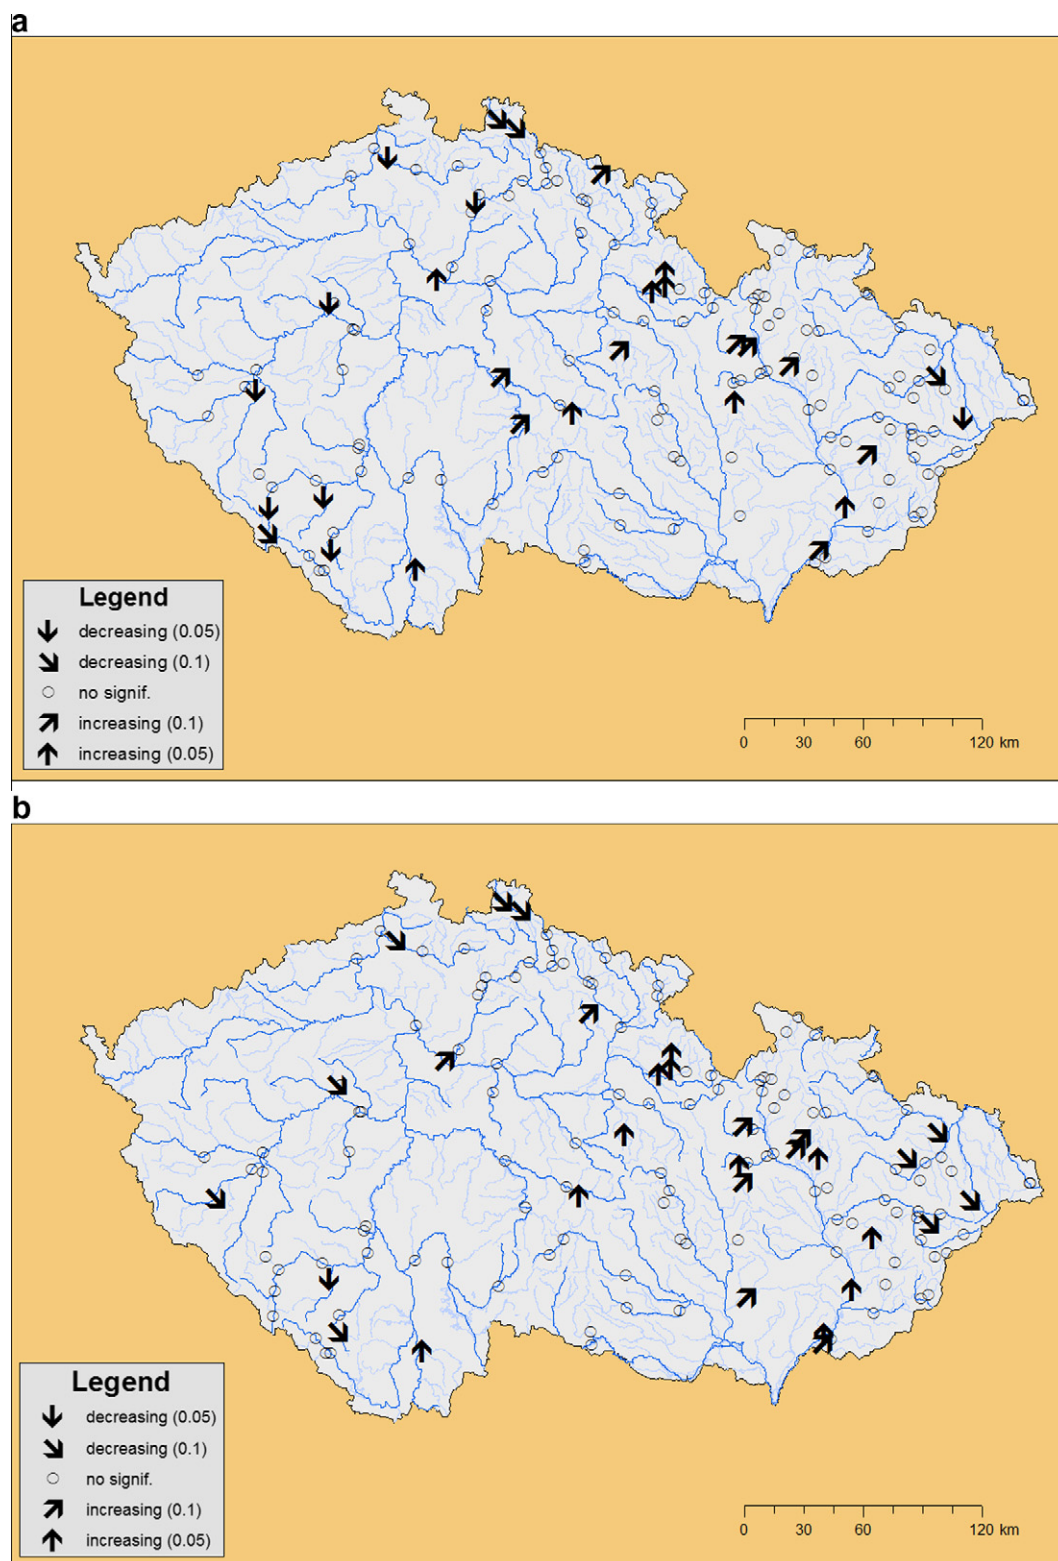 a
Legend
decreasing (0.05)
decreasing (0.1)
no signif.
increasing (0.1)
increasing (0.05)
0 30 60 120 km
b
Legend
decreasing (0.05)
decreasing (0.1)
no signif.
increasing (0.1)
increasing (0.05)
0 30 60 120 km